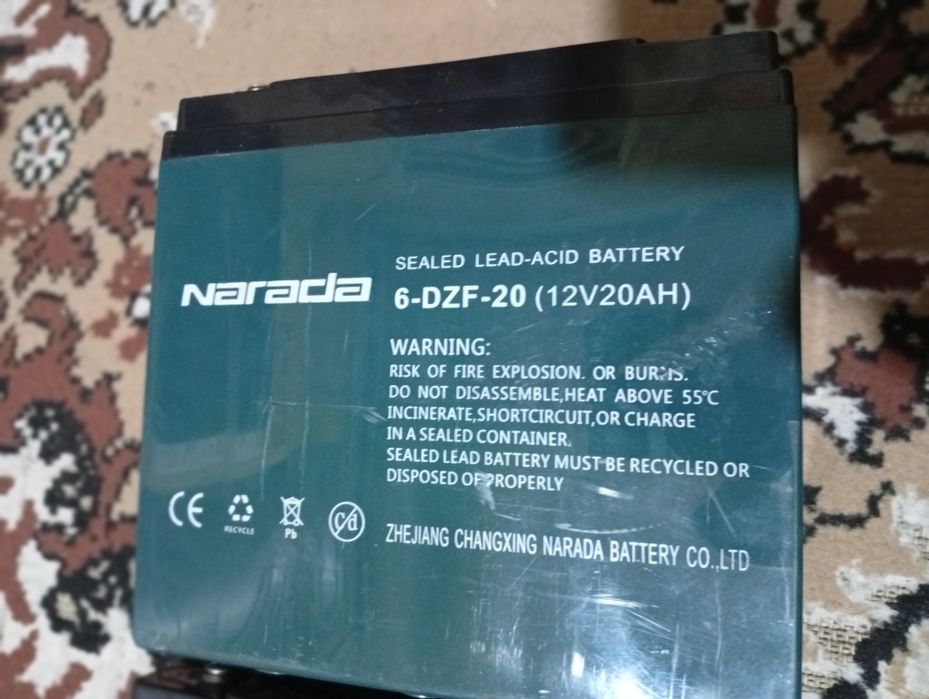 Narada
SEALED LEAD-ACID BATTERY
6-DZF-20 (12V20AH)
WARNING:
RISK OF FIRE EXPLOSION. OR BURNS.
DO NOT DISASSEMBLE,HEAT ABOVE 55℃
INCINERATE,SHORTCIRCUIT,OR CHARGE
IN A SEALED CONTAINER.
SEALED LEAD BATTERY MUST BE RECYCLED OR
DISPOSED OF PROPERLY
CE
RECYCLE
Pb
Cd
ZHEJIANG CHANGXING NARADA BATTERY CO.,LTD